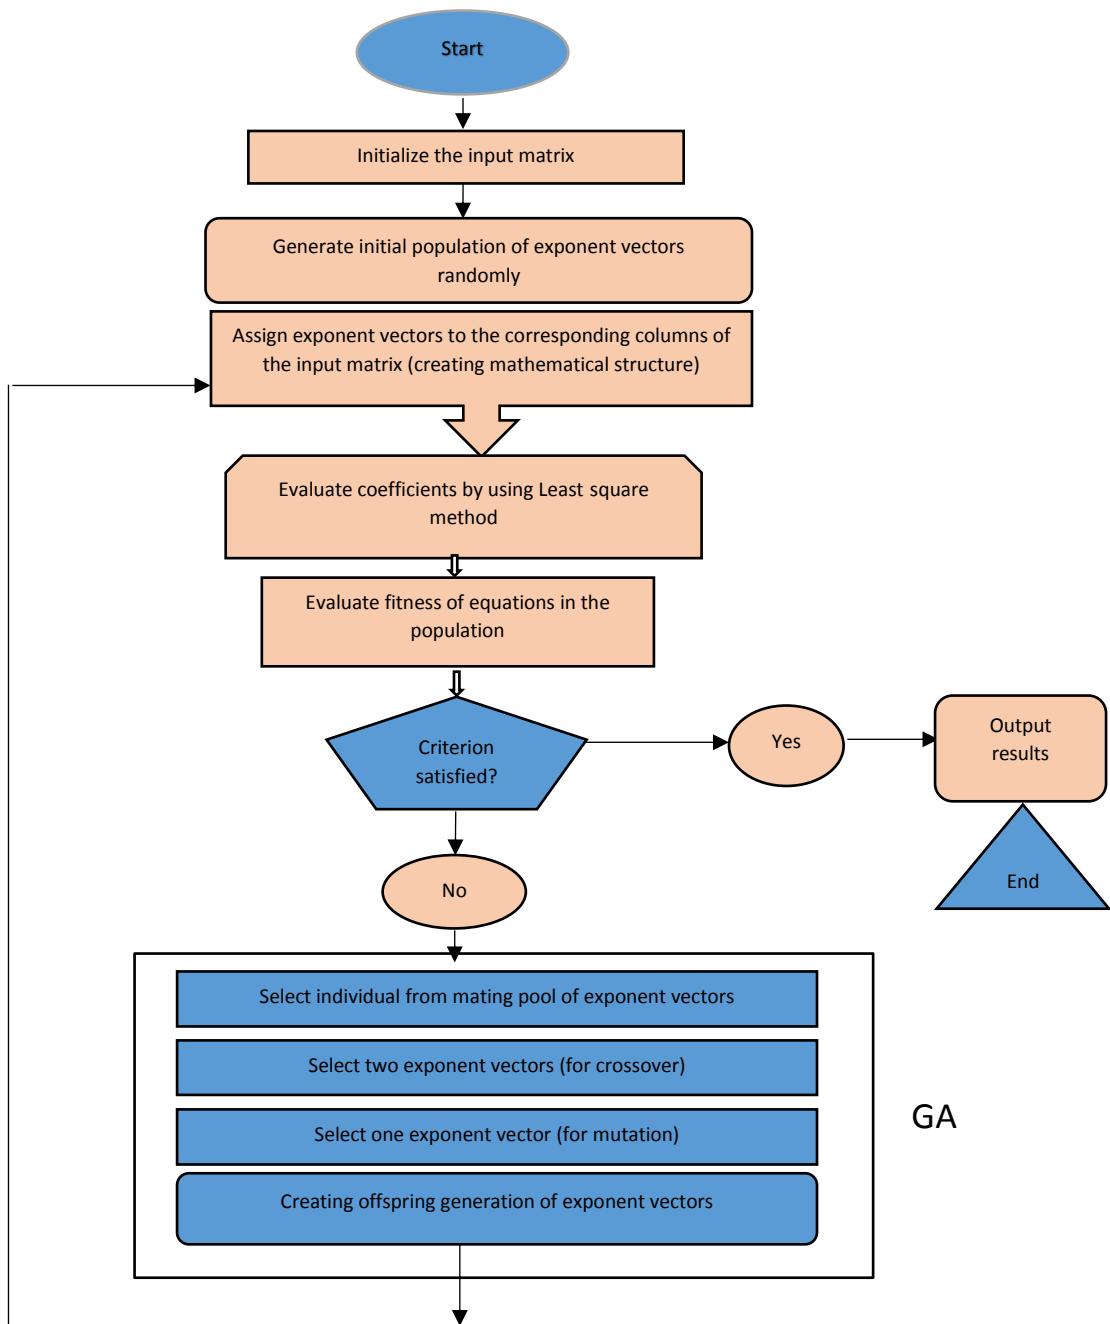 Start
Initialize the input matrix
Generate initial population of exponent vectors
randomly
Assign exponent vectors to the corresponding columns of
the input matrix (creating mathematical structure)
Evaluate coefficients by using Least square
method
Evaluate fitness of equations in the
population
Criterion
satisfied?
Yes
Output
results
End
No
Select individual from mating pool of exponent vectors
Select two exponent vectors (for crossover)
Select one exponent vector (for mutation)
Creating offspring generation of exponent vectors
GA